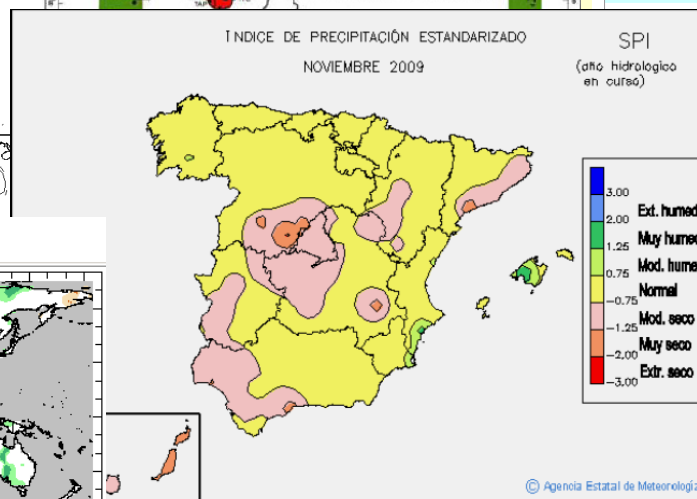 ÍNDICE DE PRECIPITACIÓN ESTANDARIZADO
NOVIEMBRE 2009
SPI
(año hidrologico
en curso)
3.00
Ext. humed
2.00
Muy humed
1.25
Mod. hume
0.75
Normal
-0.75
Mod. seco
-1.25
Muy seco
-2.00
Extr. seco
-3.00
© Agencia Estatal de Meteorología